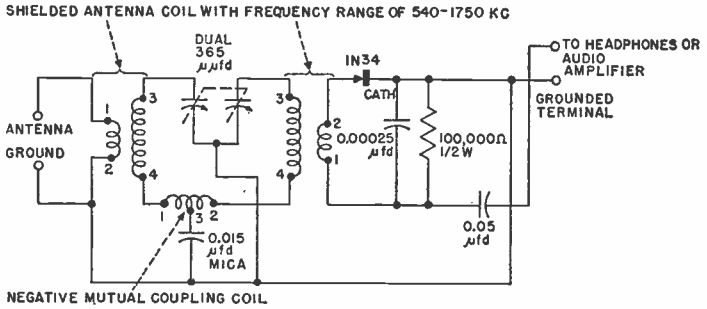 SHIELDED ANTENNA COIL WITH FREQUENCY RANGE OF 540-1750 KC
DUAL
365
µµfd
1N34
CATH
TO HEADPHONES OR
AUDIO
AMPLIFIER
GROUNDED
TERMINAL
ANTENNA
GROUND
1
2
3
4
3
4
2
1
0.00025
µfd
100,000Ω
1/2W
1
3
2
0.015
µfd
MICA
0.05
µfd
NEGATIVE MUTUAL COUPLING COIL